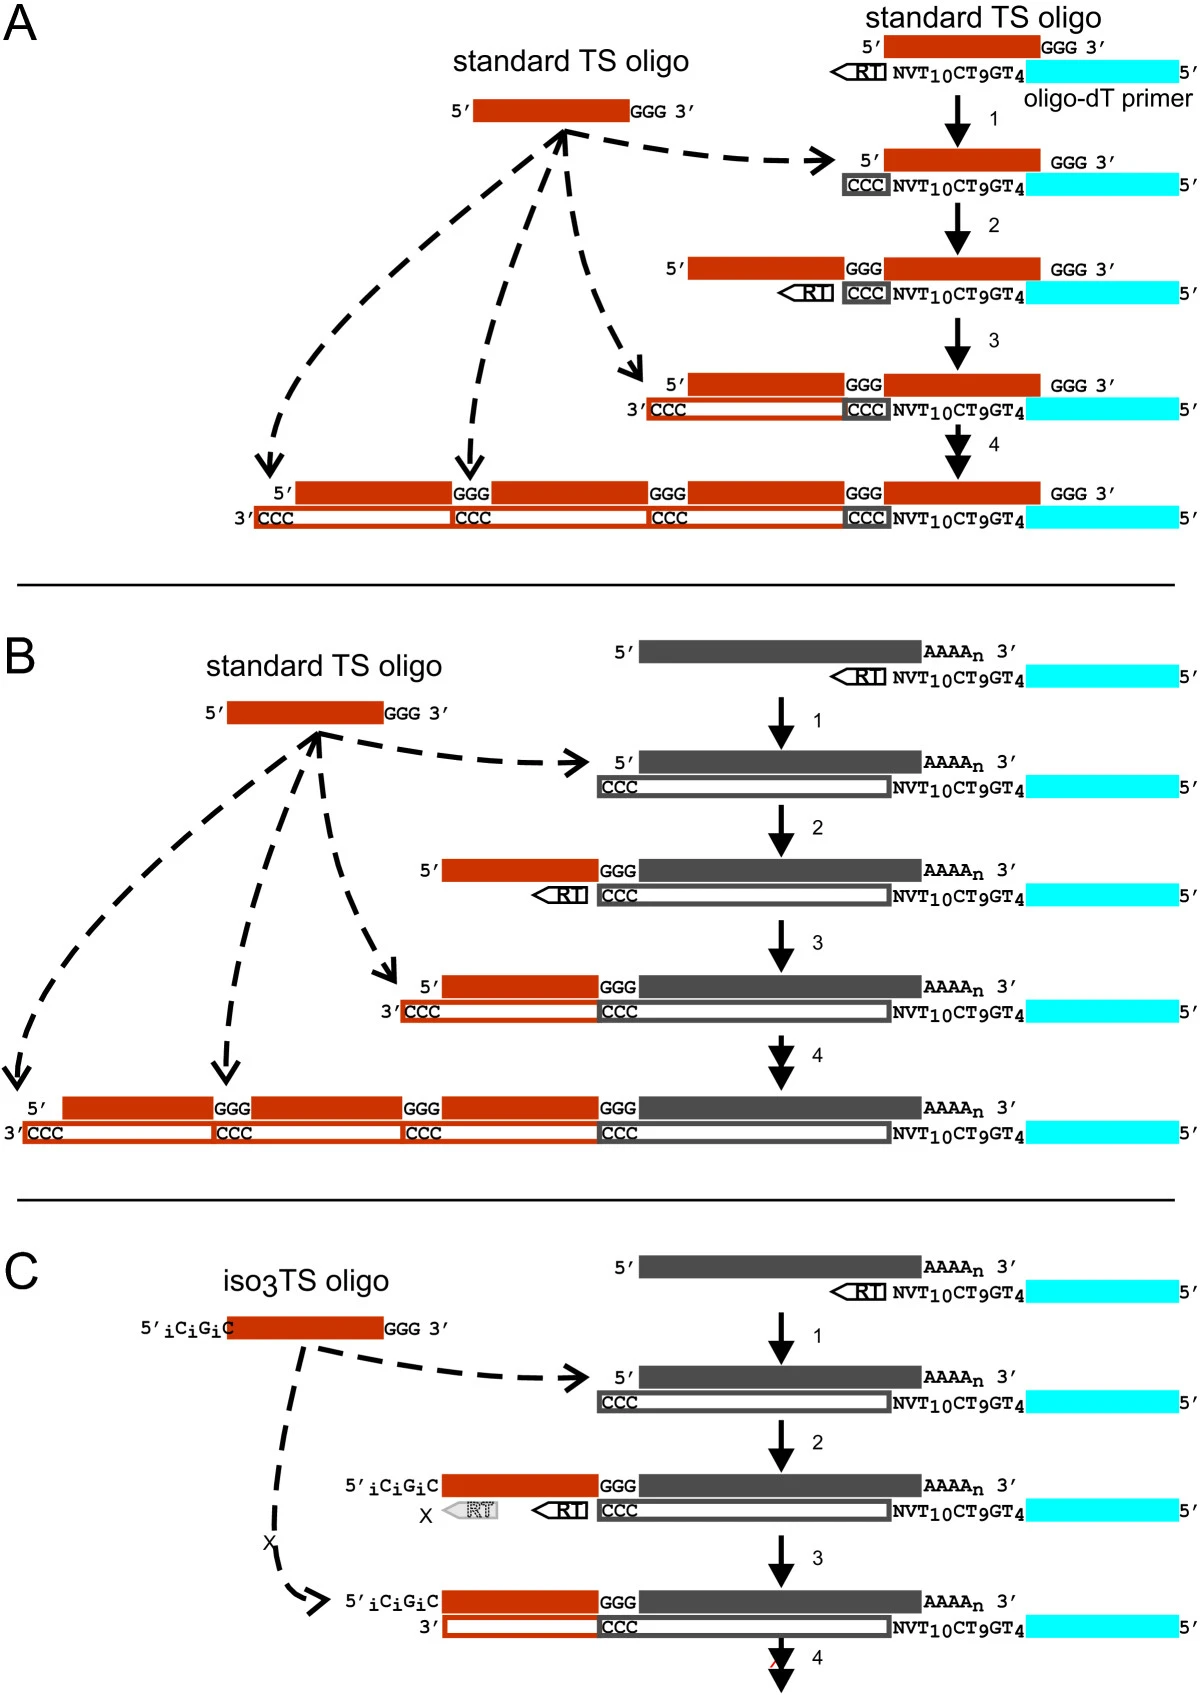 A
standard TS oligo
5′ GGG 3′
standard TS oligo
5′ GGG 3′
RT NVT10CT9GT4 5′
oligo-dT primer
1
5′ GGG 3′
CCC NVT10CT9GT4 5′
2
5′ GGG GGG 3′
RT CCC NVT10CT9GT4 5′
3
5′ GGG GGG 3′
3′ CCC CCC NVT10CT9GT4 5′
4
5′ GGG GGG GGG GGG 3′
3′ CCC CCC CCC CCC NVT10CT9GT4 5′
B
standard TS oligo
5′ GGG 3′
5′ AAAAn 3′
RT NVT10CT9GT4 5′
1
5′ AAAAn 3′
CCC NVT10CT9GT4 5′
2
5′ GGG AAAAn 3′
RT CCC NVT10CT9GT4 5′
3
5′ GGG AAAAn 3′
3′ CCC CCC NVT10CT9GT4 5′
4
5′ GGG GGG GGG AAAAn 3′
3′ CCC CCC CCC CCC NVT10CT9GT4 5′
C
iso3TS oligo
5′ iCiGiC GGG 3′
5′ AAAAn 3′
RT NVT10CT9GT4 5′
1
5′ AAAAn 3′
CCC NVT10CT9GT4 5′
2
5′ iCiGiC GGG AAAAn 3′
X RT RT CCC NVT10CT9GT4 5′
X
3
5′ iCiGiC GGG AAAAn 3′
3′ CCC NVT10CT9GT4 5′
4